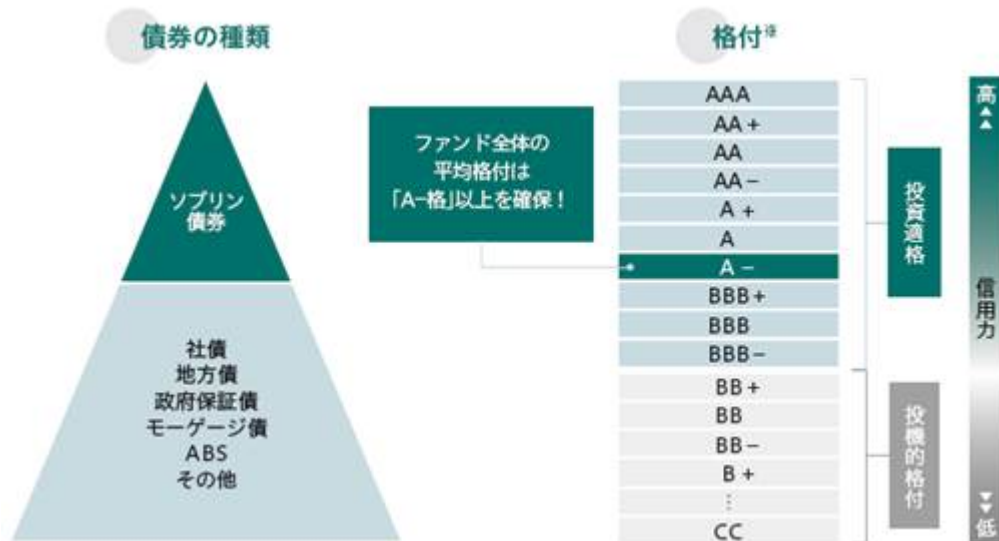 債券の種類
ソブリン
債券
社債
地方債
政府保証債
モーゲージ債
ABS
その他
格付※
ファンド全体の
平均格付は
「A−格」以上を確保！
AAA
AA+
AA
AA−
A+
A
A−
BBB+
BBB
BBB−
BB+
BB
BB−
B+
⋮
CC
投資適格
投機的格付
高
信用力
低